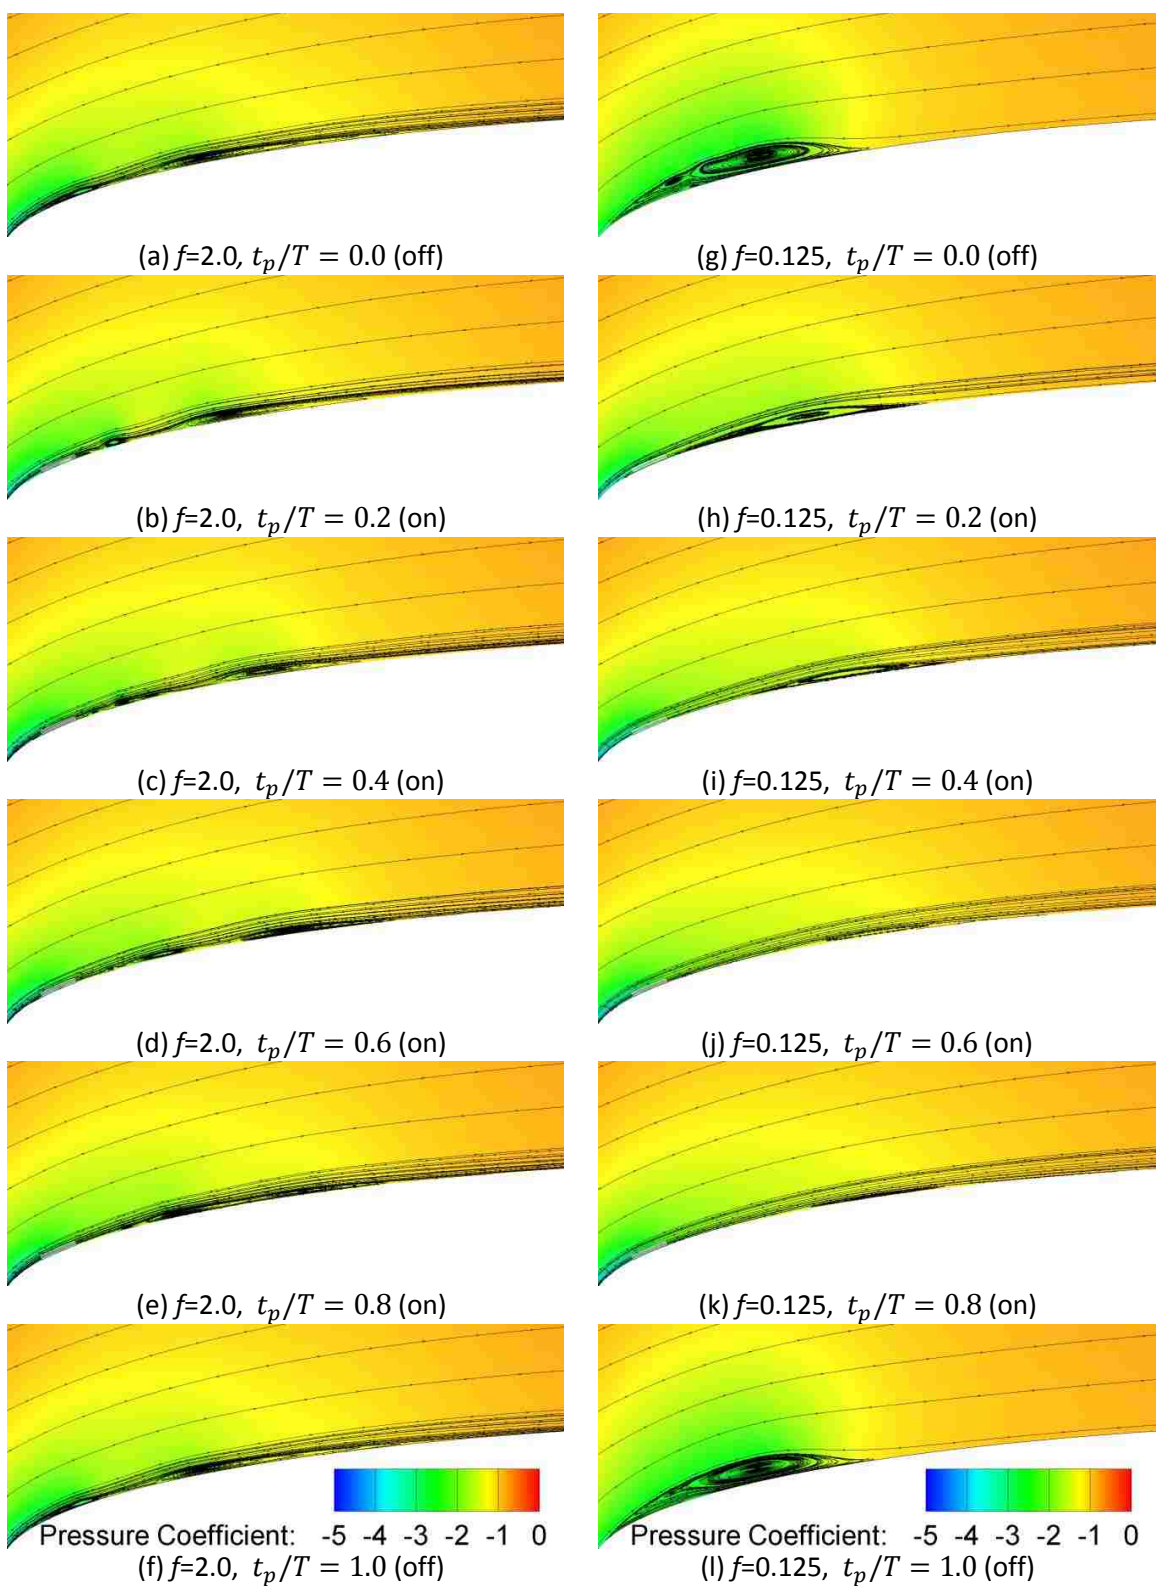 (a) f=2.0, t_p/T = 0.0 (off)
(g) f=0.125, t_p/T = 0.0 (off)
(b) f=2.0, t_p/T = 0.2 (on)
(h) f=0.125, t_p/T = 0.2 (on)
(c) f=2.0, t_p/T = 0.4 (on)
(i) f=0.125, t_p/T = 0.4 (on)
(d) f=2.0, t_p/T = 0.6 (on)
(j) f=0.125, t_p/T = 0.6 (on)
(e) f=2.0, t_p/T = 0.8 (on)
(k) f=0.125, t_p/T = 0.8 (on)
Pressure Coefficient: -5 -4 -3 -2 -1 0
Pressure Coefficient: -5 -4 -3 -2 -1 0
(f) f=2.0, t_p/T = 1.0 (off)
(l) f=0.125, t_p/T = 1.0 (off)